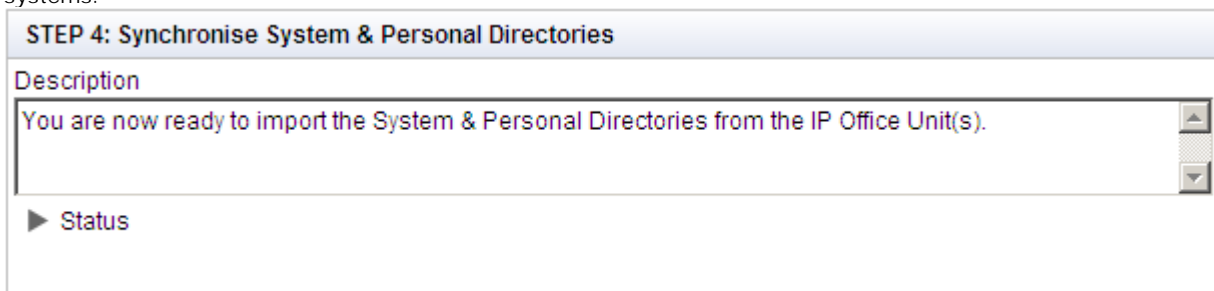 systems.
STEP 4: Synchronise System & Personal Directories
Description
You are now ready to import the System & Personal Directories from the IP Office Unit(s).
Status